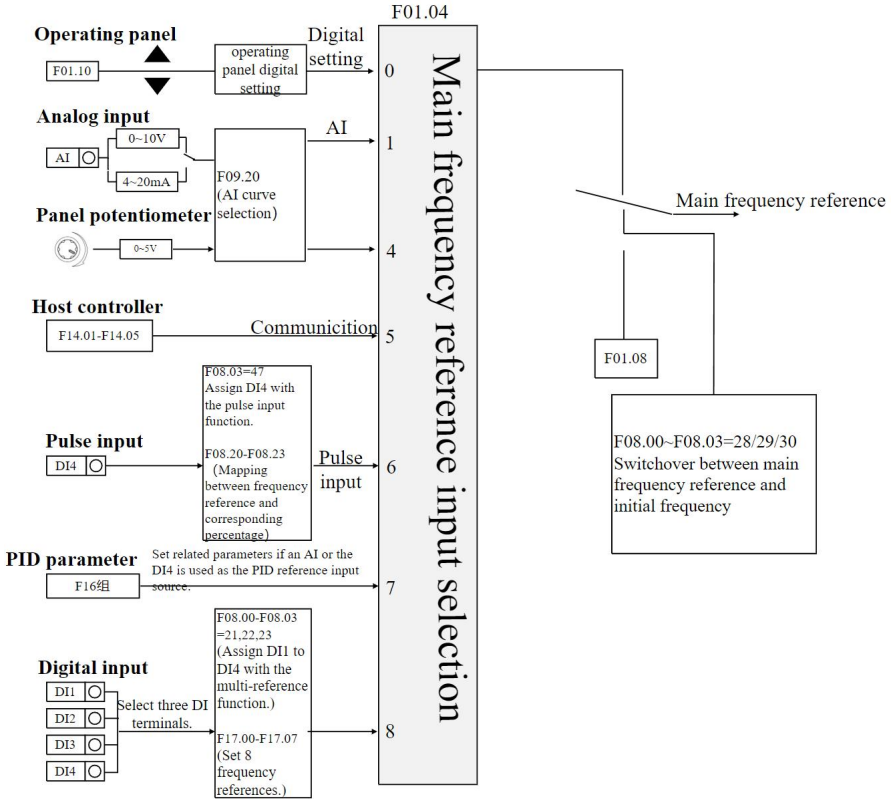 F01.04
Operating panel
F01.10
operating
panel digital
setting
Digital
setting
0
Analog input
0~10V
AI
4~20mA
F09.20
(AI curve
selection)
AI
1
Panel potentiometer
0~5V
4
Host controller
F14.01-F14.05
Communicition
5
F08.03=47
Assign DI4 with
the pulse input
function.
F08.20-F08.23
(Mapping
between frequency
reference and
corresponding
percentage)
Pulse input
DI4
Pulse
input
6
PID parameter
F16组
Set related parameters if an AI or the
DI4 is used as the PID reference input
source.
7
F08.00-F08.03
=21,22,23
(Assign DI1 to
DI4 with the
multi-reference
function.)
F17.00-F17.07
(Set 8
frequency
references.)
Digital input
DI1
DI2
DI3
DI4
Select three DI
terminals.
8
Main frequency reference input selection
Main frequency reference
F01.08
F08.00~F08.03=28/29/30
Switchover between main
frequency reference and
initial frequency